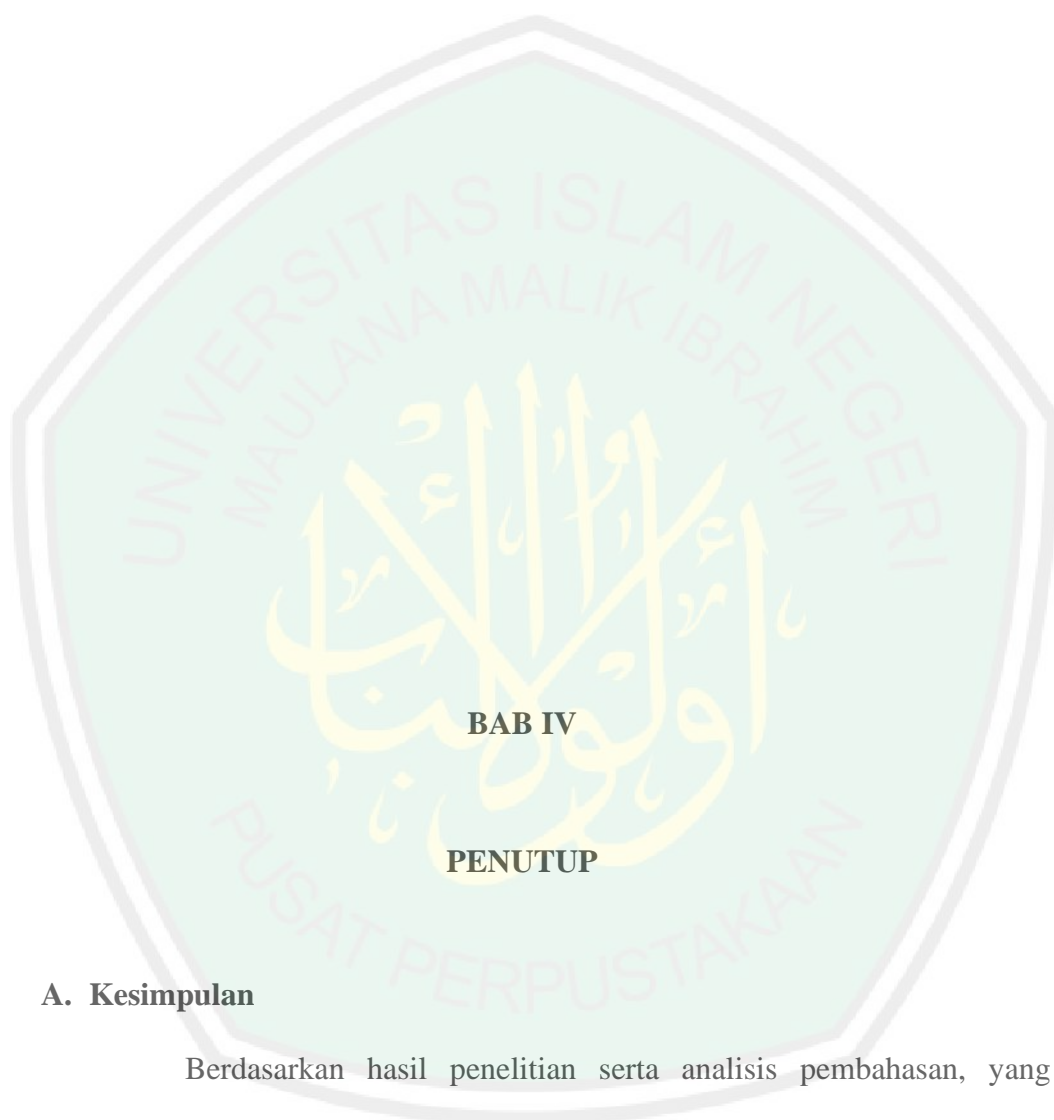 UNIVERSITAS ISLAM NEGERI
MAULANA MALIK IBRAHIM
BAB IV
PENUTUP
PUSAT PERPUSTAKAAN
A. Kesimpulan
Berdasarkan hasil penelitian serta analisis pembahasan, yang